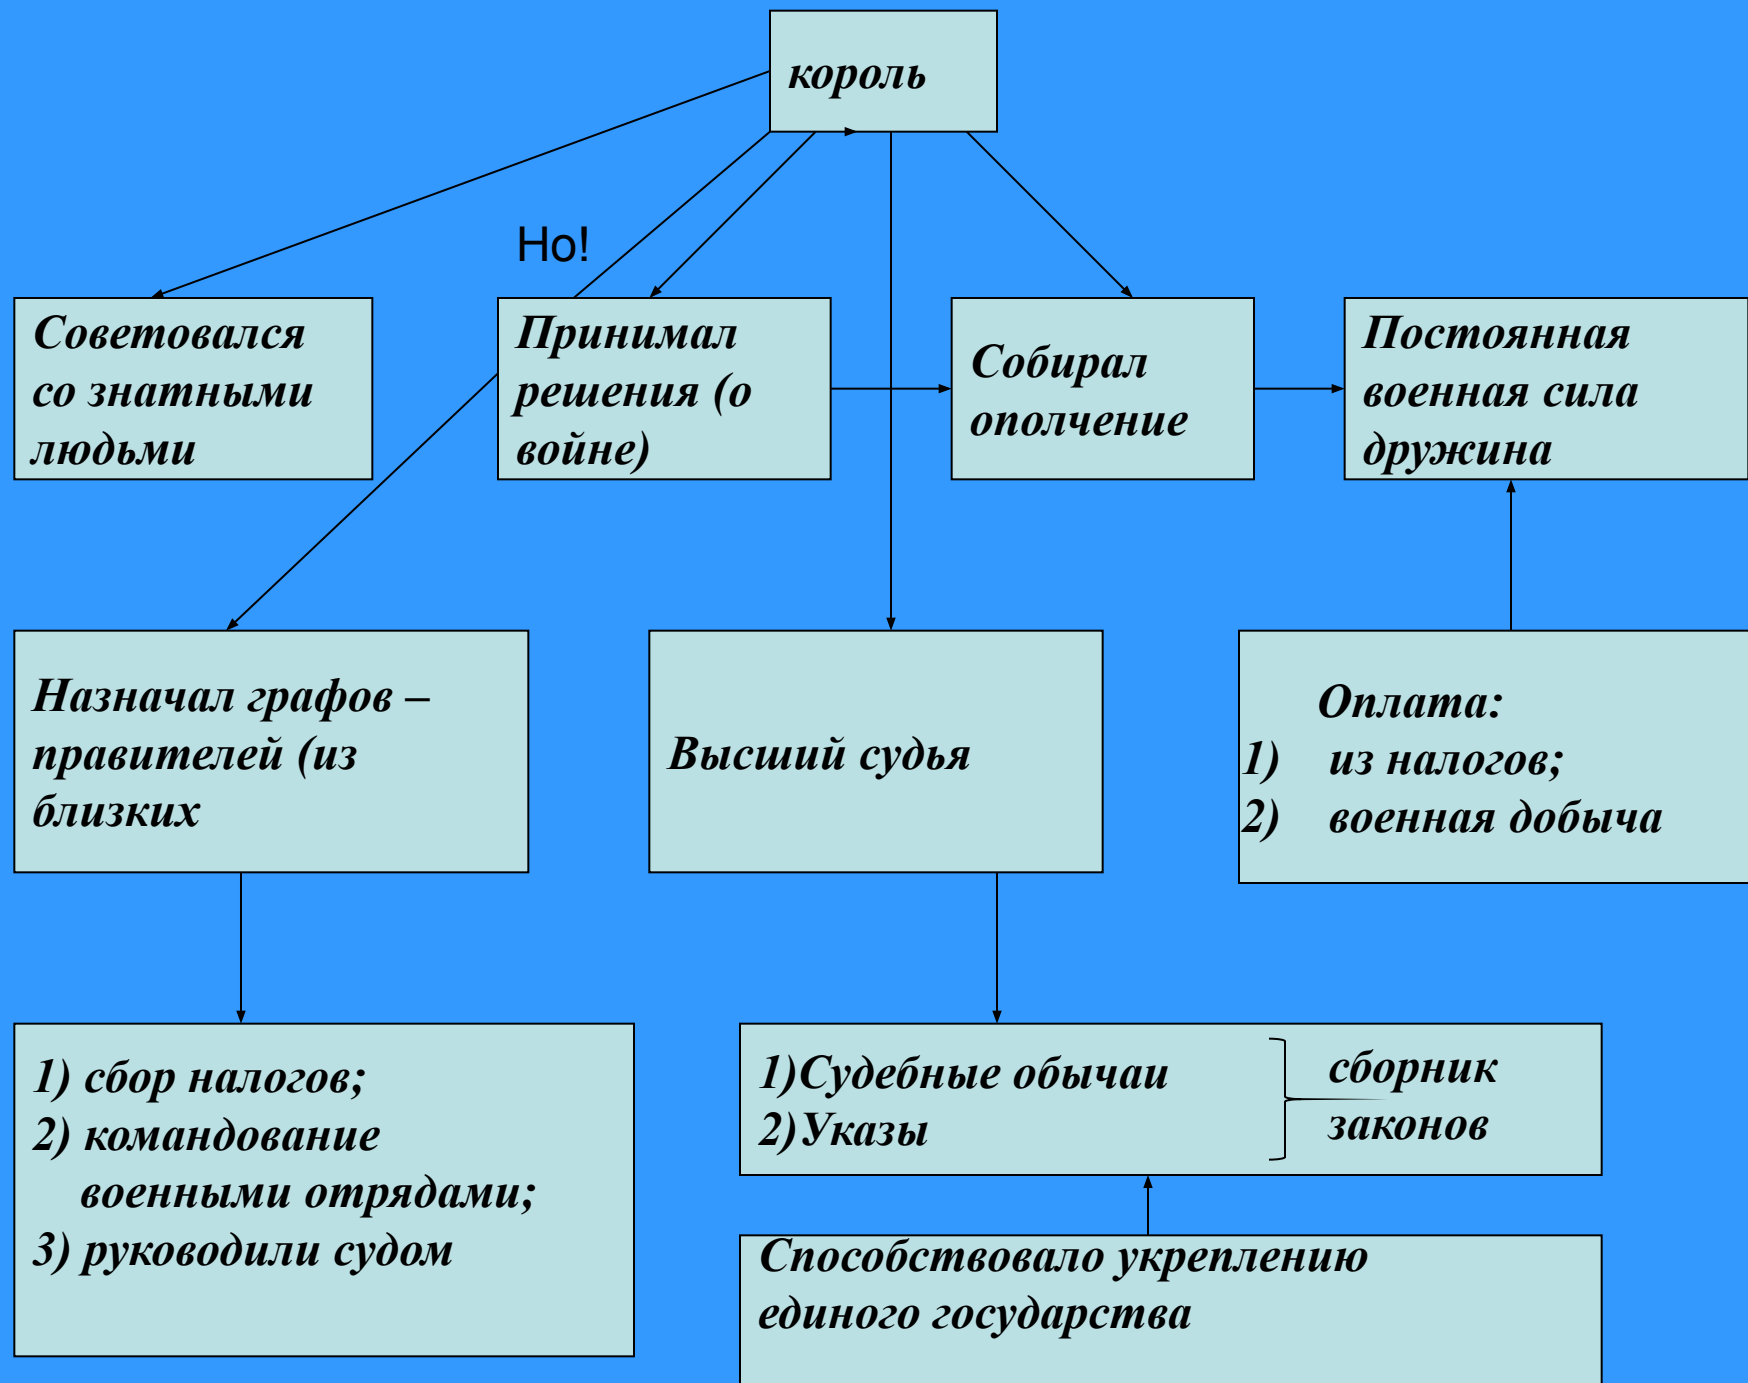 король
Но!
Советовался
со знатными
людьми
Принимал
решения (о
войне)
Собирал
ополчение
Постоянная
военная сила
дружина
Назначал графов –
правителей (из
близких
Высший судья
Оплата:
1) из налогов;
2) военная добыча
1) сбор налогов;
2) командование
военными отрядами;
3) руководили судом
1)Судебные обычаи
2)Указы
сборник
законов
Способствовало укреплению
единого государства